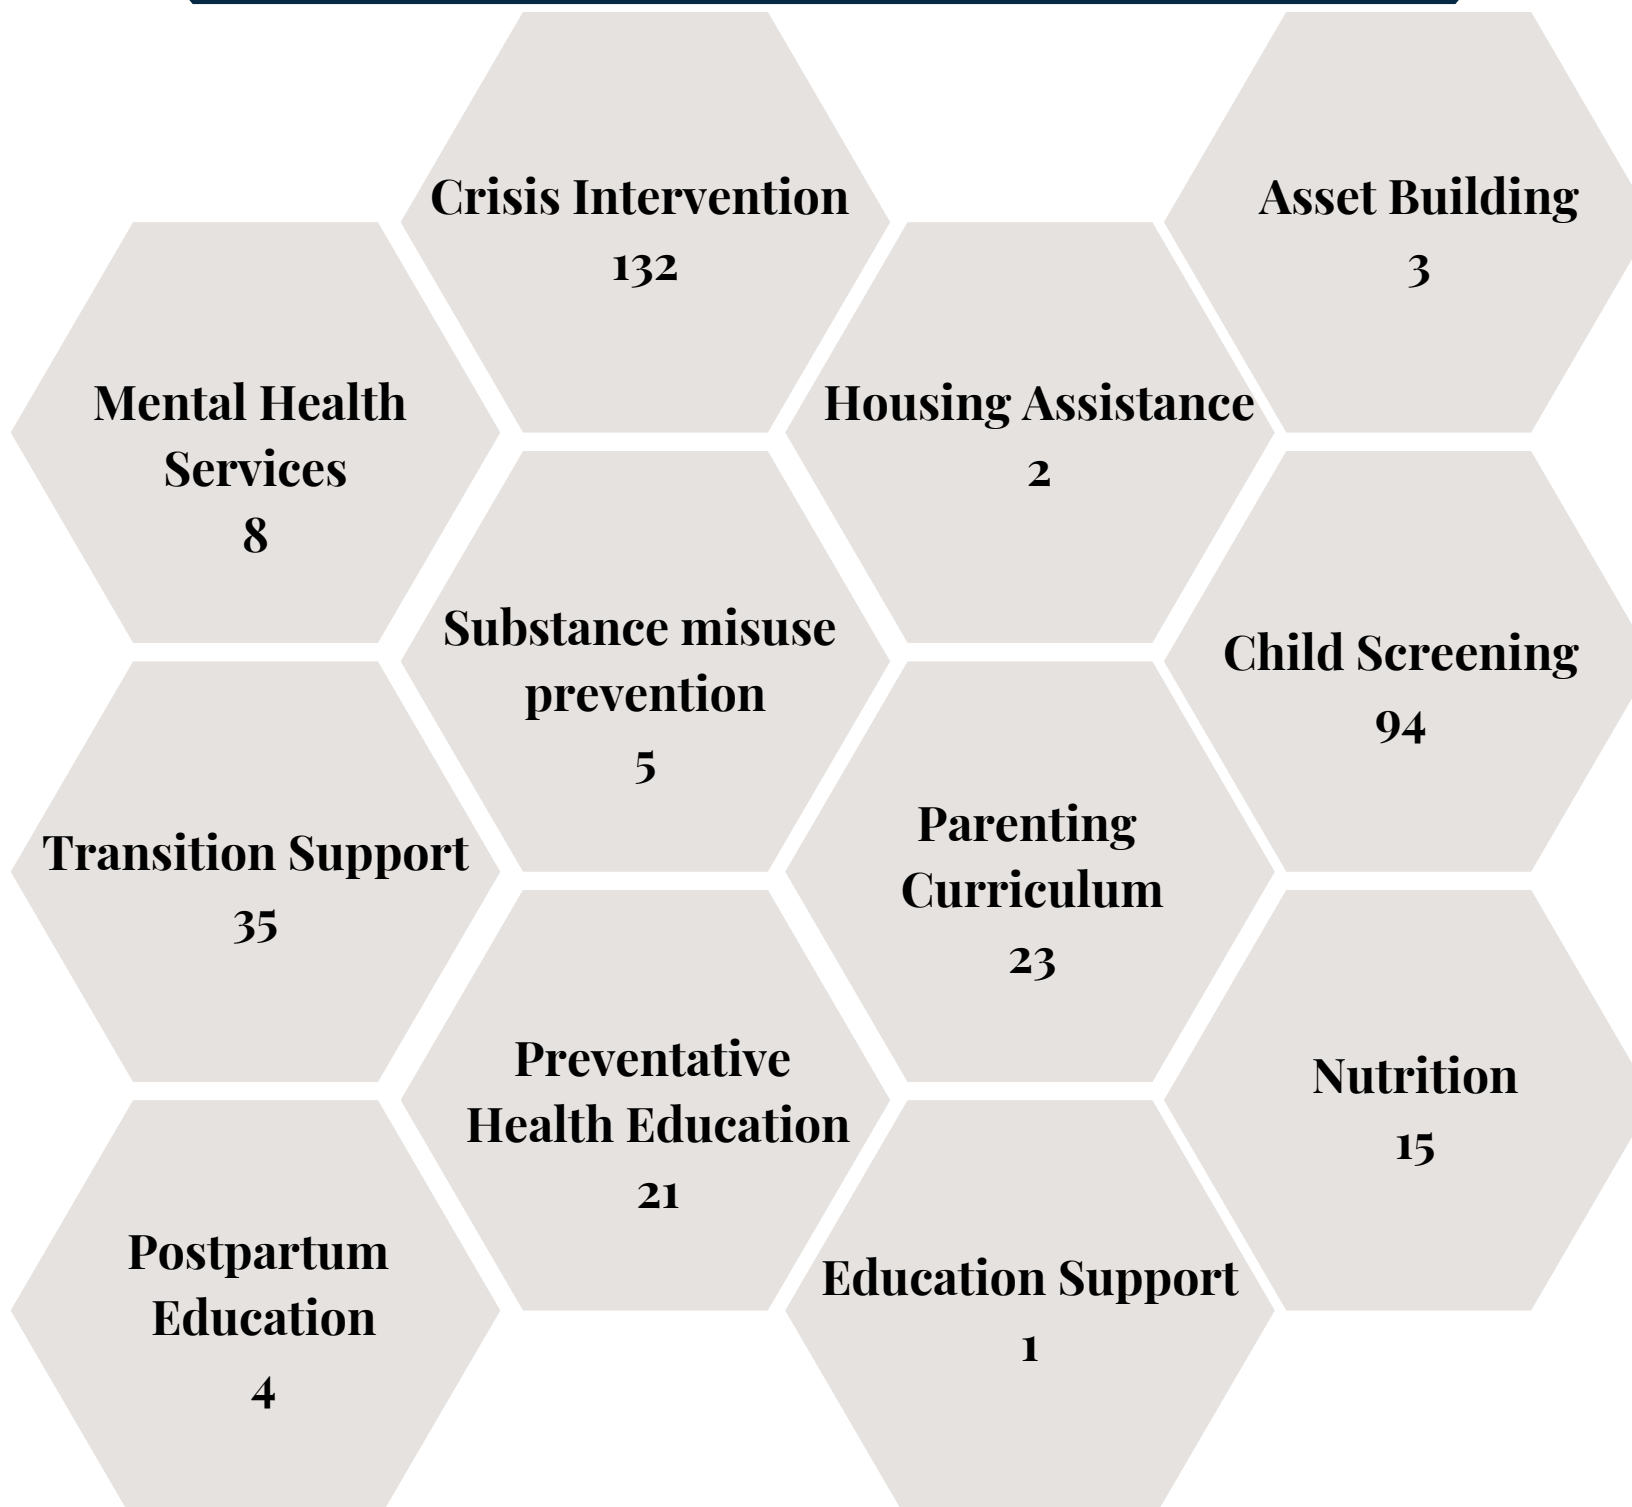 Crisis Intervention
132
Asset Building
3
Mental Health
Services
8
Housing Assistance
2
Substance misuse
prevention
5
Child Screening
94
Transition Support
35
Parenting
Curriculum
23
Preventative
Health Education
21
Nutrition
15
Postpartum
Education
4
Education Support
1